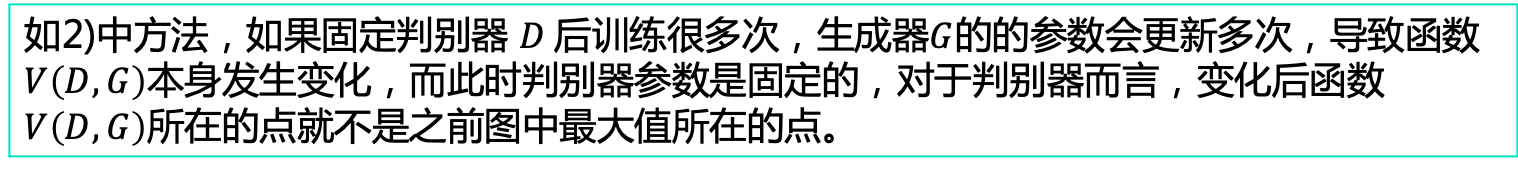 如2)中方法，如果固定判别器 D 后训练很多次，生成器G的的参数会更新多次，导致函数
V(D,G)本身发生变化，而此时判别器参数是固定的，对于判别器而言，变化后函数
V(D,G)所在的点就不是之前图中最大值所在的点。